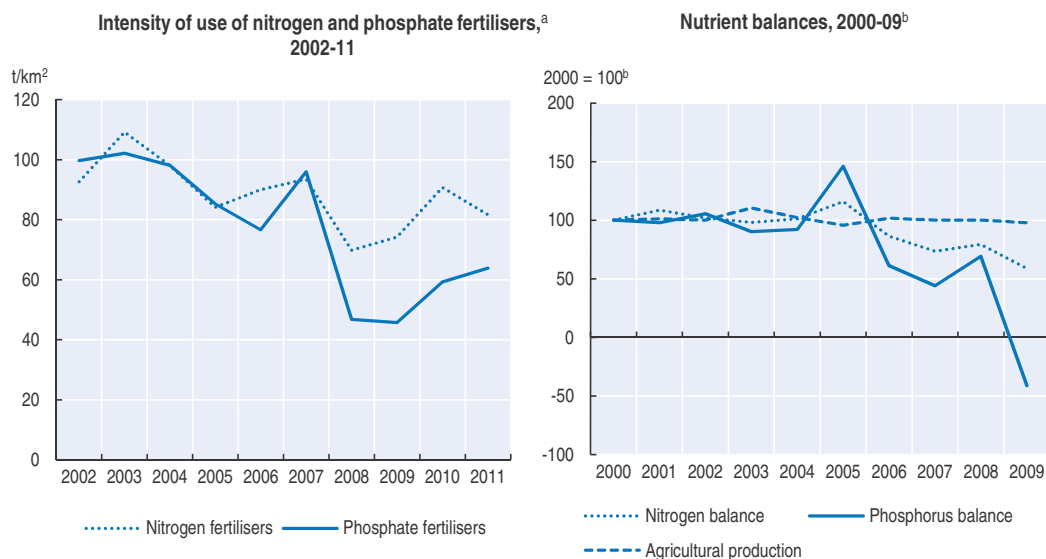 Intensity of use of nitrogen and phosphate fertilisers,ᵃ
2002-11
t/km²
120
100
80
60
40
20
0
2002 2003 2004 2005 2006 2007 2008 2009 2010 2011
Nitrogen fertilisers Phosphate fertilisers
Nutrient balances, 2000-09ᵇ
2000 = 100ᵇ
200
150
100
50
0
-50
-100
2000 2001 2002 2003 2004 2005 2006 2007 2008 2009
Nitrogen balance Phosphorus balance
Agricultural production